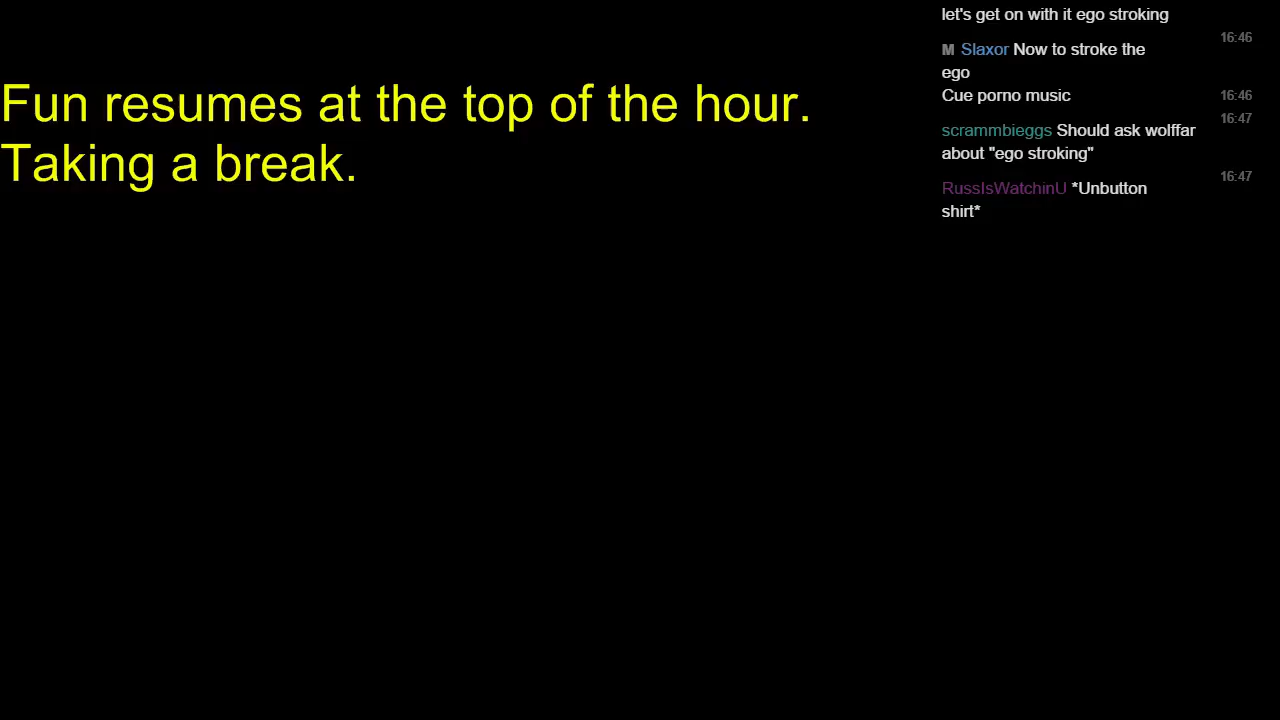 Fun resumes at the top of the hour.
Taking a break.
let's get on with it ego stroking
16:46
M Slaxor Now to stroke the
ego
Cue porno music
16:46
16:47
scrammbieggs Should ask wolffar
about "ego stroking"
16:47
RussIsWatchinU *Unbutton
shirt*